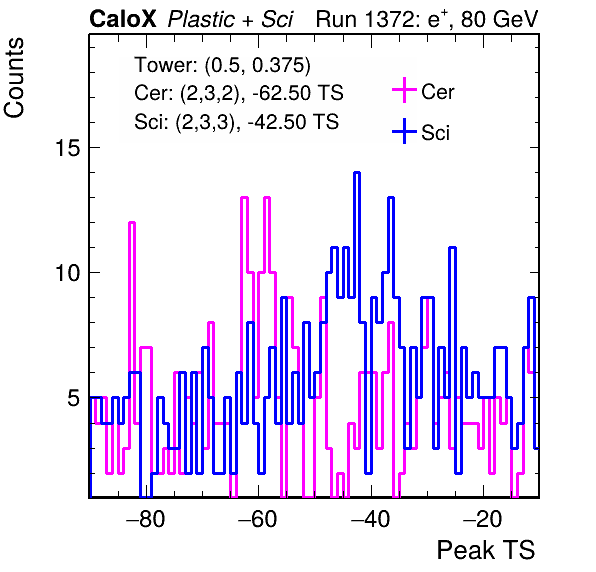 CaloX Plastic + Sci Run 1372: e+, 80 GeV
Counts
Tower: (0.5, 0.375)
Cer: (2,3,2), -62.50 TS
Sci: (2,3,3), -42.50 TS
Cer
Sci
15
10
5
−80 −60 −40 −20
Peak TS